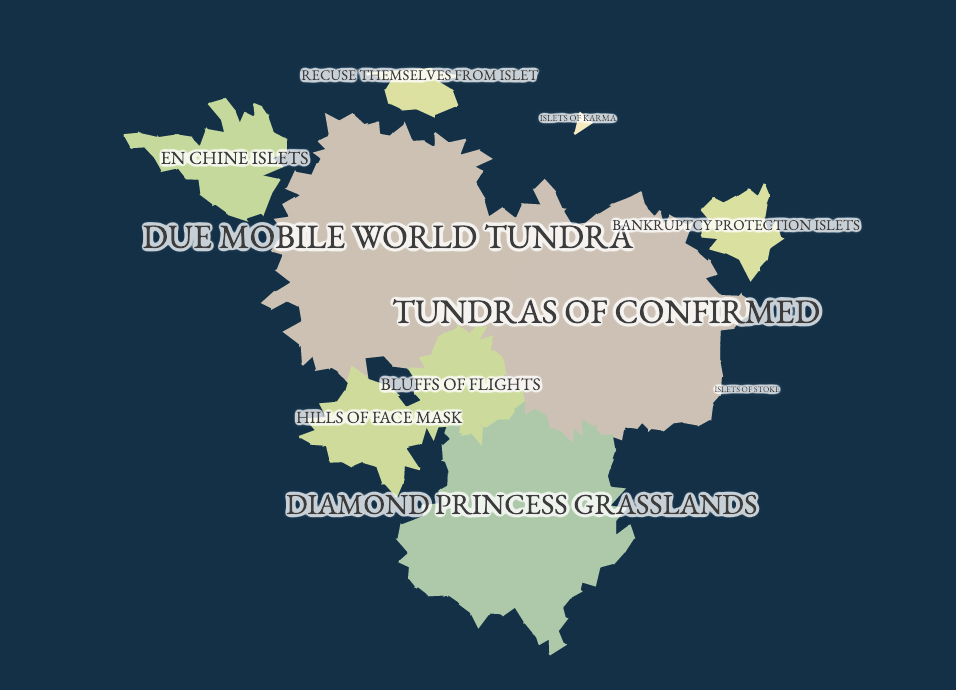 RECUSE THEMSELVES FROM ISLET
ISLETS OF KARMA
EN CHINE ISLETS
BANKRUPTCY PROTECTION ISLETS
DUE MOBILE WORLD TUNDRA
TUNDRAS OF CONFIRMED
BLUFFS OF FLIGHTS
ISLETS OF STOKE
HILLS OF FACE MASK
DIAMOND PRINCESS GRASSLANDS